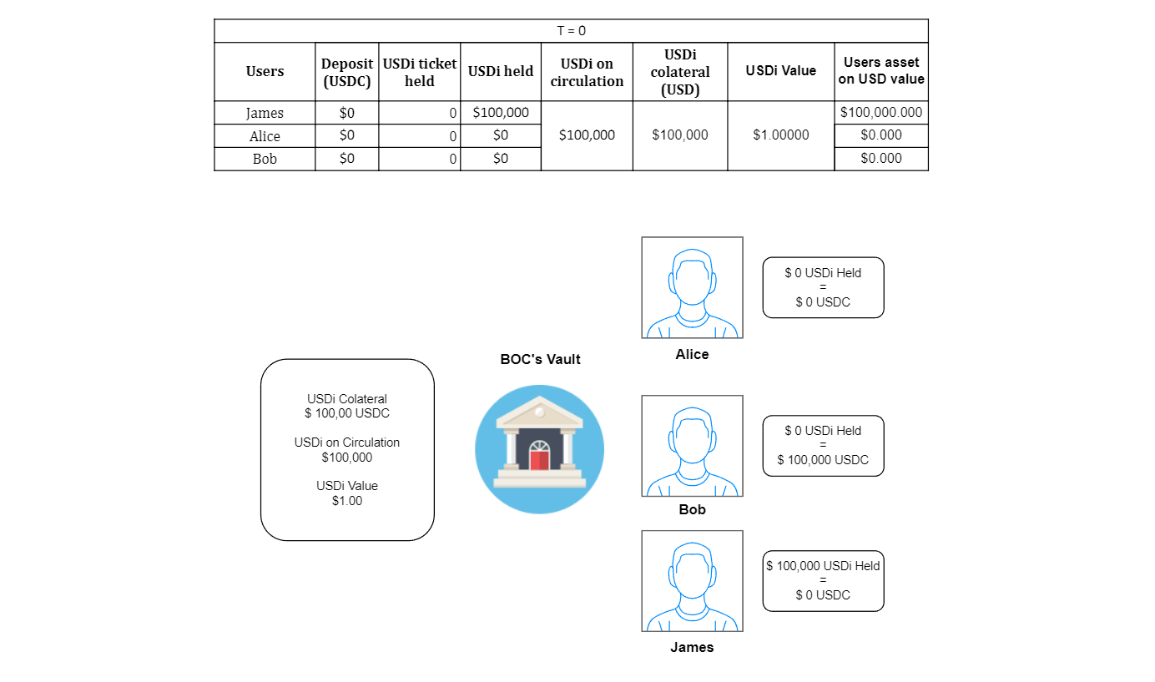 T = 0
Users Deposit (USDC) USDi ticket held USDi held USDi on circulation USDi colateral (USD) USDi Value Users asset on USD value
James $0 0 $100,000 $100,000.000
Alice $0 0 $0 $100,000 $100,000 $1.00000 $0.000
Bob $0 0 $0 $0.000
$ 0 USDi Held
=
$ 0 USDC
Alice
BOC's Vault
USDi Colateral
$ 100,00 USDC
USDi on Circulation
$100,000
USDi Value
$1.00
$ 0 USDi Held
=
$ 100,000 USDC
Bob
$ 100,000 USDi Held
=
$ 0 USDC
James